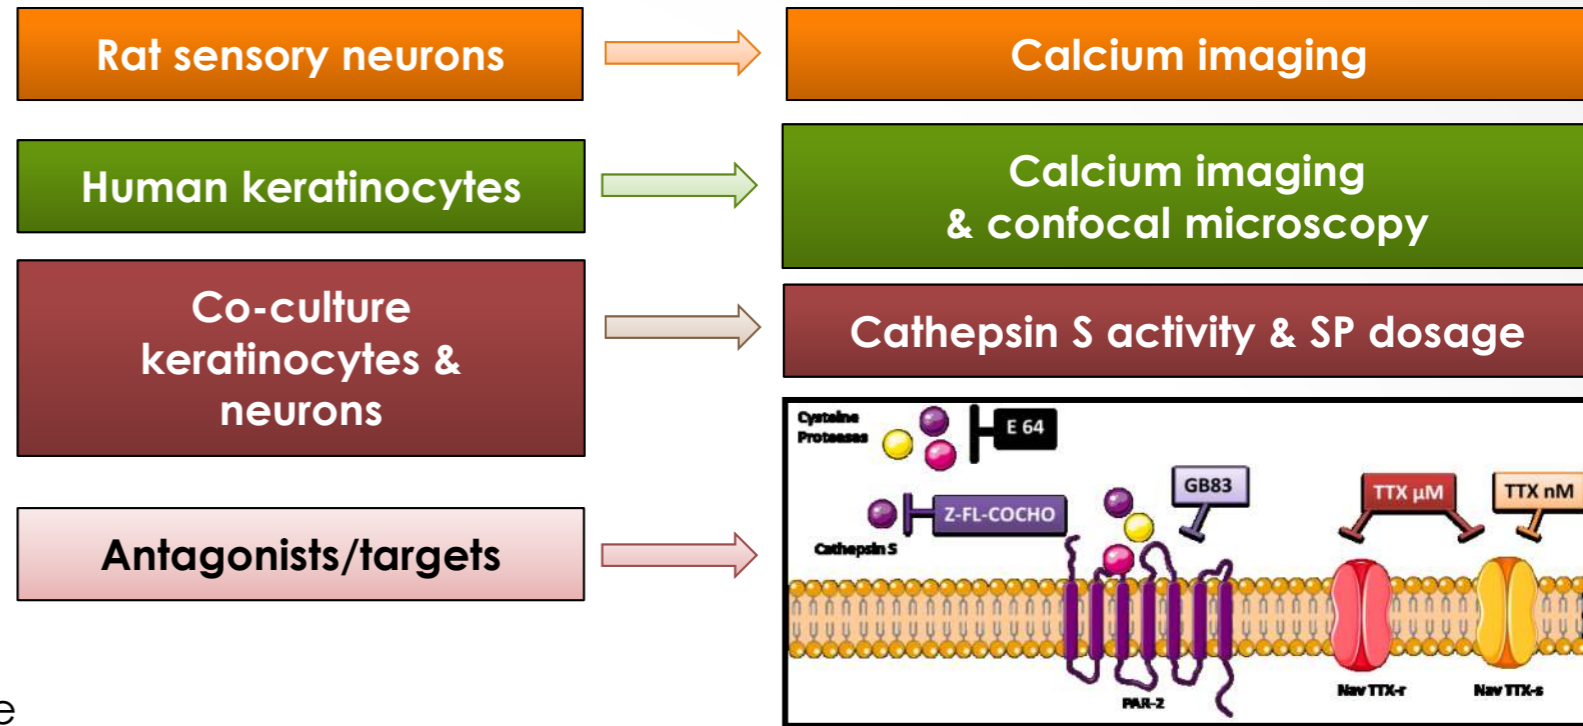 Rat sensory neurons
Calcium imaging
Human keratinocytes
Calcium imaging
& confocal microscopy
Co-culture
keratinocytes &
neurons
Cathepsin S activity & SP dosage
Antagonists/targets
Cysteine
Proteases
E 64
Z-FL-COCHO
Cathepsin S
GB83
TTX µM
TTX nM
PAR-2
Nav TTX-r
Nav TTX-s
e